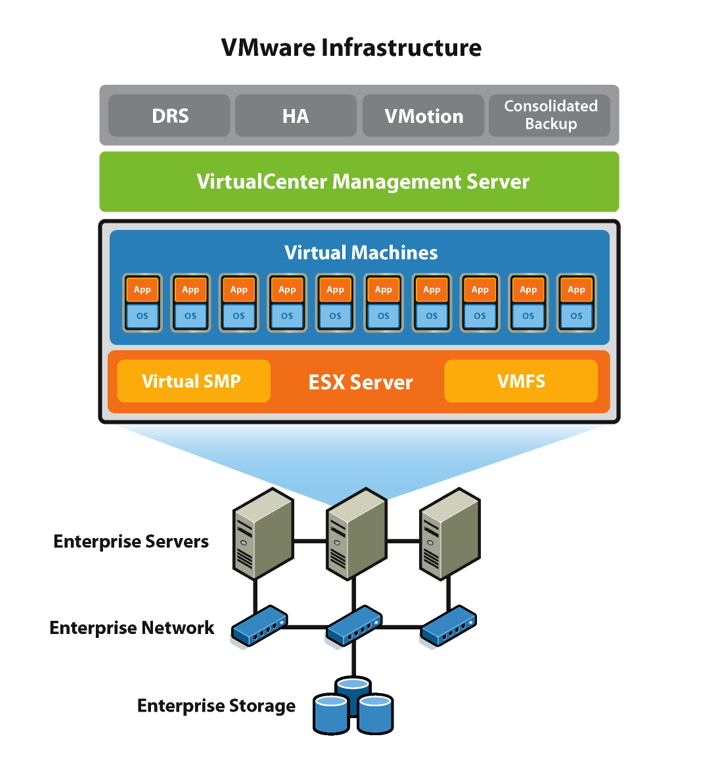 VMware Infrastructure
DRS
HA
VMotion
Consolidated
Backup
VirtualCenter Management Server
Virtual Machines
App App App App App App App App App App
OS OS OS OS OS OS OS OS OS OS
Virtual SMP
ESX Server
VMFS
Enterprise Servers
Enterprise Network
Enterprise Storage